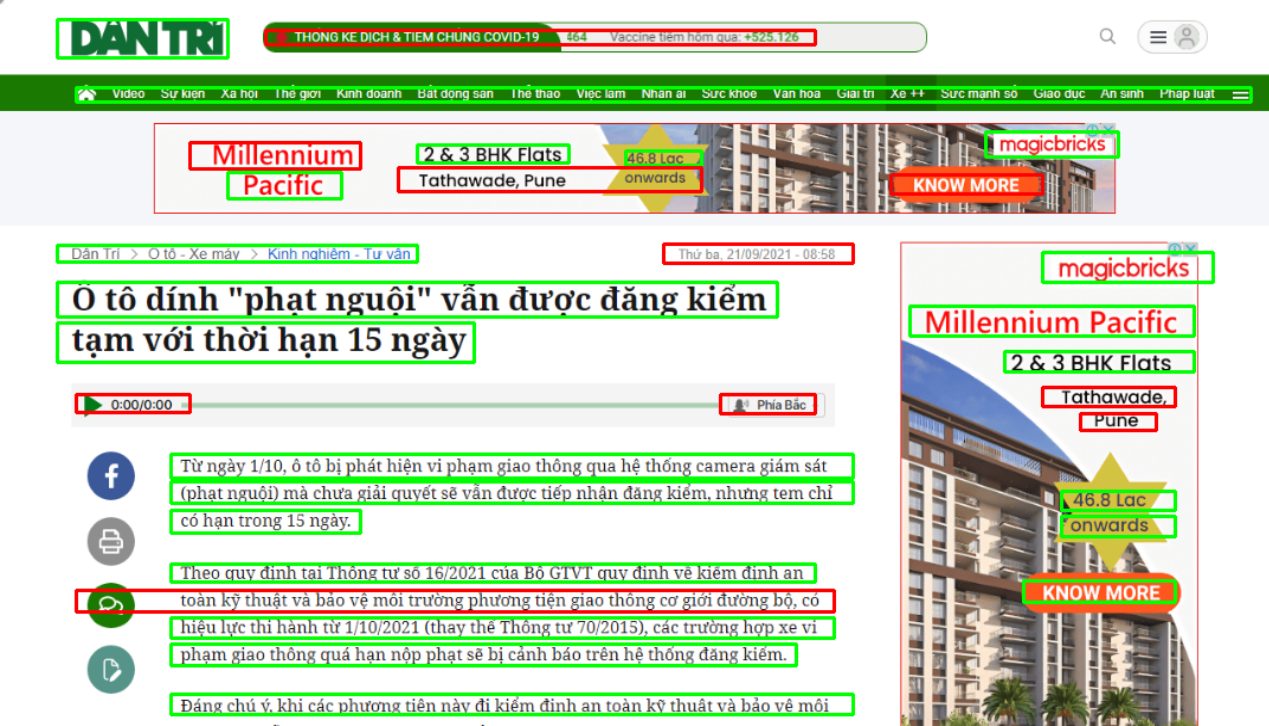 DÂN TRÍ
THỐNG KÊ DỊCH & TIÊM CHỦNG COVID-19 464 Vaccine tiêm hôm qua: +525.126
Video Sự kiện Xã hội Thế giới Kinh doanh Bất động sản Thể thao Việc làm Nhân ái Sức khỏe Văn hóa Giải trí Xe ++ Sức mạnh số Giáo dục An sinh Pháp luật
Millennium
Pacific
2 & 3 BHK Flats
Tathawade, Pune
46.8 Lac
onwards
magicbricks
KNOW MORE
Dân Trí > Ô tô - Xe máy > Kinh nghiệm - Tư vấn
Thứ ba, 21/09/2021 - 08:58
Ô tô dính "phạt nguội" vẫn được đăng kiểm
tạm với thời hạn 15 ngày
0:00/0:00
Phía Bắc
Từ ngày 1/10, ô tô bị phát hiện vi phạm giao thông qua hệ thống camera giám sát
(phạt nguội) mà chưa giải quyết sẽ vẫn được tiếp nhận đăng kiểm, nhưng tem chỉ
có hạn trong 15 ngày.
Theo quy định tại Thông tư số 16/2021 của Bộ GTVT quy định về kiểm định an
toàn kỹ thuật và bảo vệ môi trường phương tiện giao thông cơ giới đường bộ, có
hiệu lực thi hành từ 1/10/2021 (thay thế Thông tư 70/2015), các trường hợp xe vi
phạm giao thông quá hạn nộp phạt sẽ bị cảnh báo trên hệ thống đăng kiểm.
Đáng chú ý, khi các phương tiện này đi kiểm định an toàn kỹ thuật và bảo vệ môi
magicbricks
Millennium Pacific
2 & 3 BHK Flats
Tathawade,
Pune
46.8 Lac
onwards
KNOW MORE